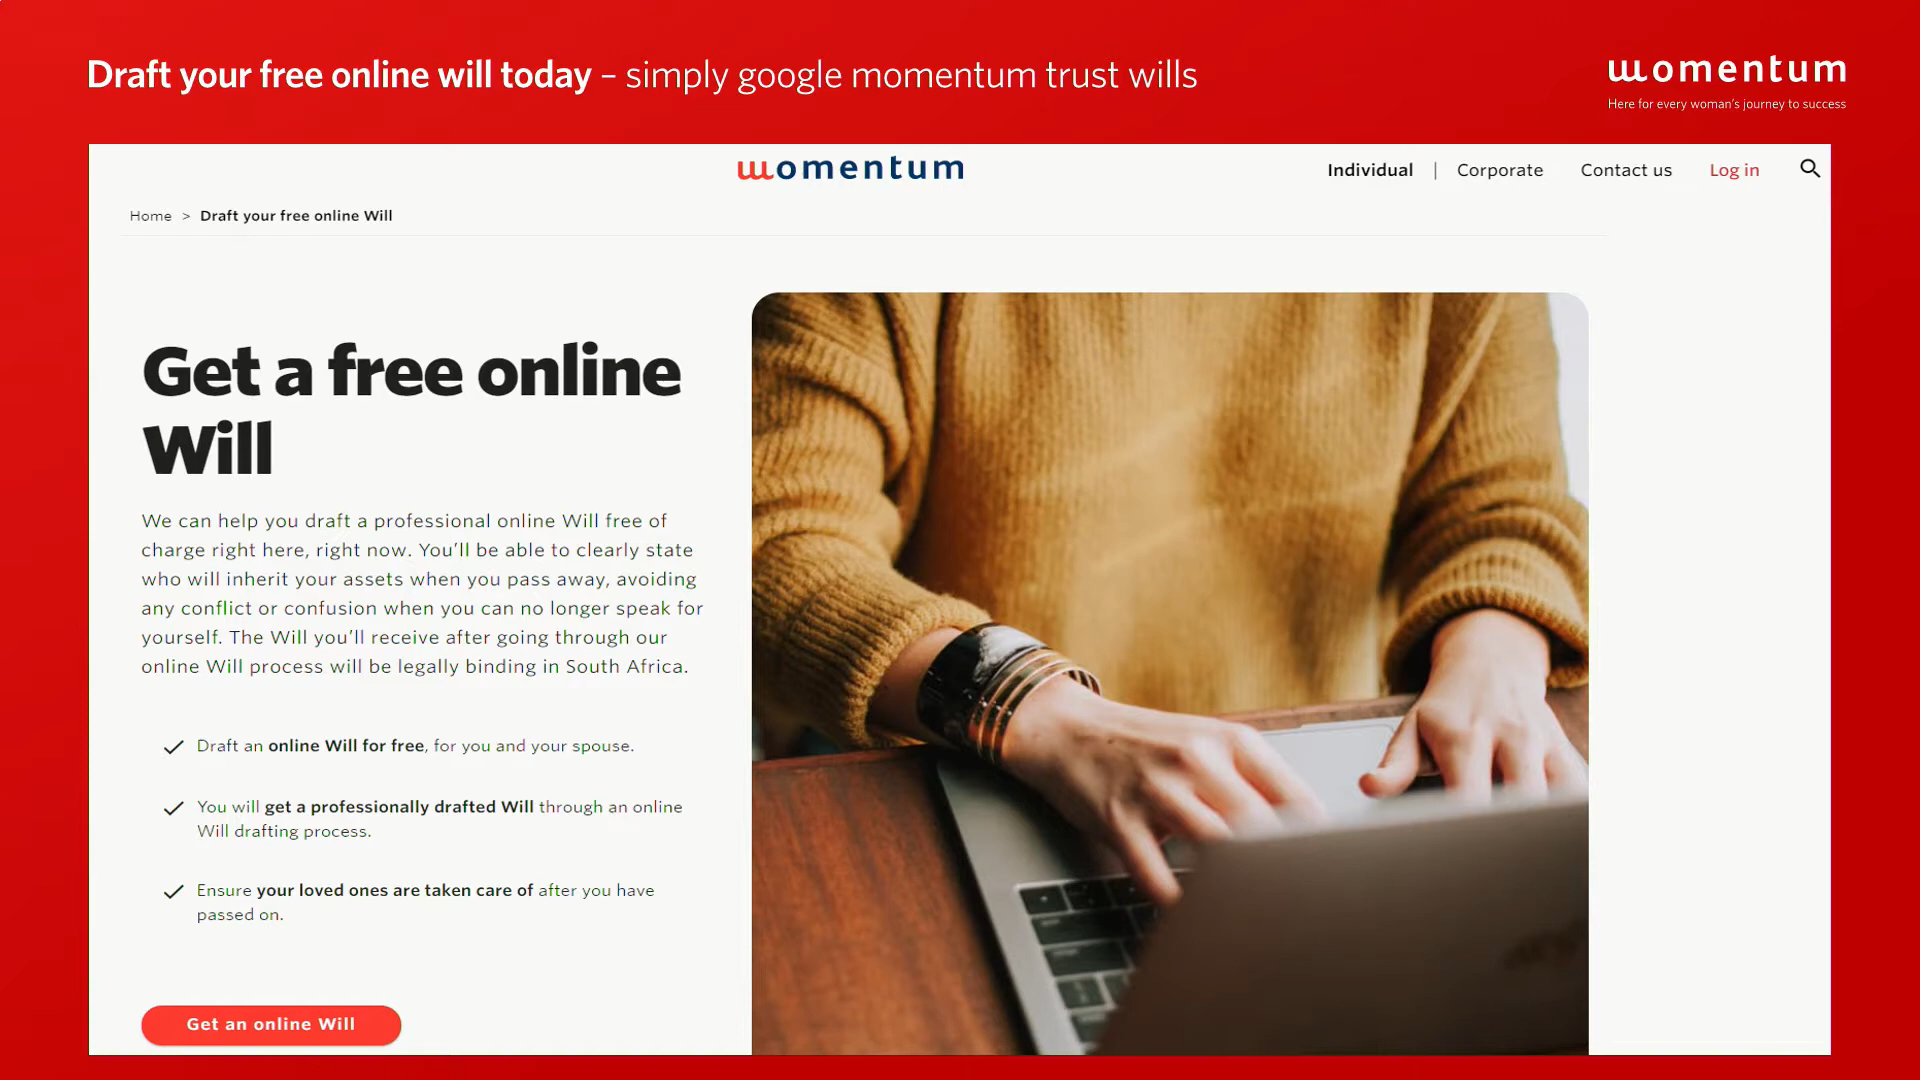 Draft your free online will today – simply google momentum trust wills
womentum
Here for every woman's journey to success
womentum
Individual | Corporate Contact us Log in
Home > Draft your free online Will
Get a free online
Will
We can help you draft a professional online Will free of
charge right here, right now. You’ll be able to clearly state
who will inherit your assets when you pass away, avoiding
any conflict or confusion when you can no longer speak for
yourself. The Will you’ll receive after going through our
online Will process will be legally binding in South Africa.
Draft an online Will for free, for you and your spouse.
You will get a professionally drafted Will through an online
Will drafting process.
Ensure your loved ones are taken care of after you have
passed on.
Get an online Will